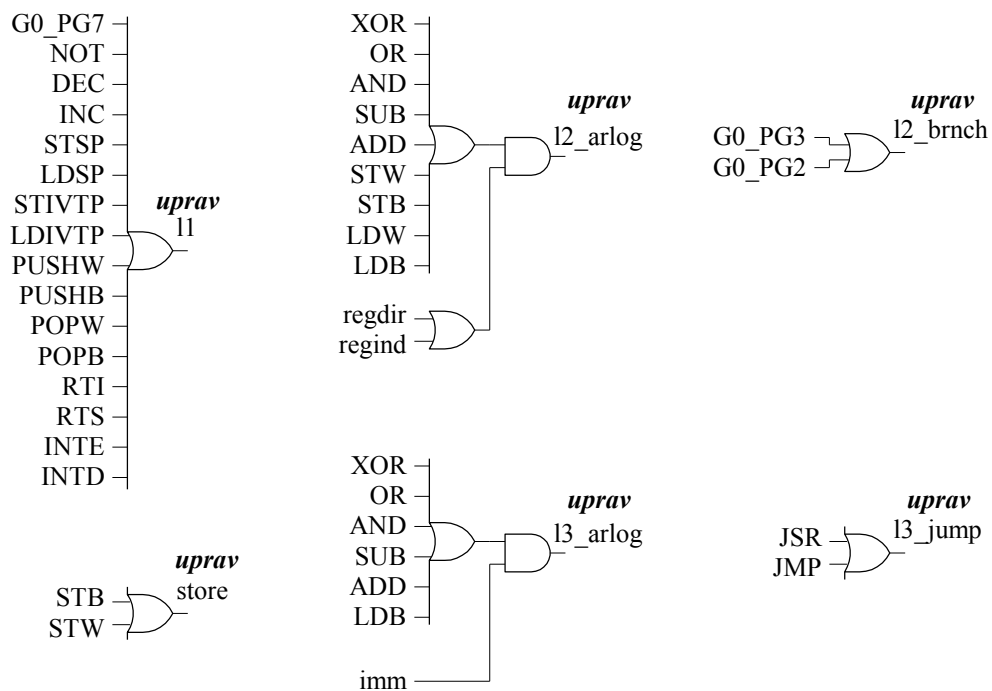 G0_PG7
NOT
DEC
INC
STSP
LDSP
STIVTP
LDIVTP
PUSHW
PUSHB
POPW
POPB
RTI
RTS
INTE
INTD
uprav
l1
XOR
OR
AND
SUB
ADD
STW
STB
LDW
LDB
regdir
regind
uprav
l2_arlog
G0_PG3
G0_PG2
uprav
l2_brnch
STB
STW
uprav
store
XOR
OR
AND
SUB
ADD
LDB
imm
uprav
l3_arlog
JSR
JMP
uprav
l3_jump